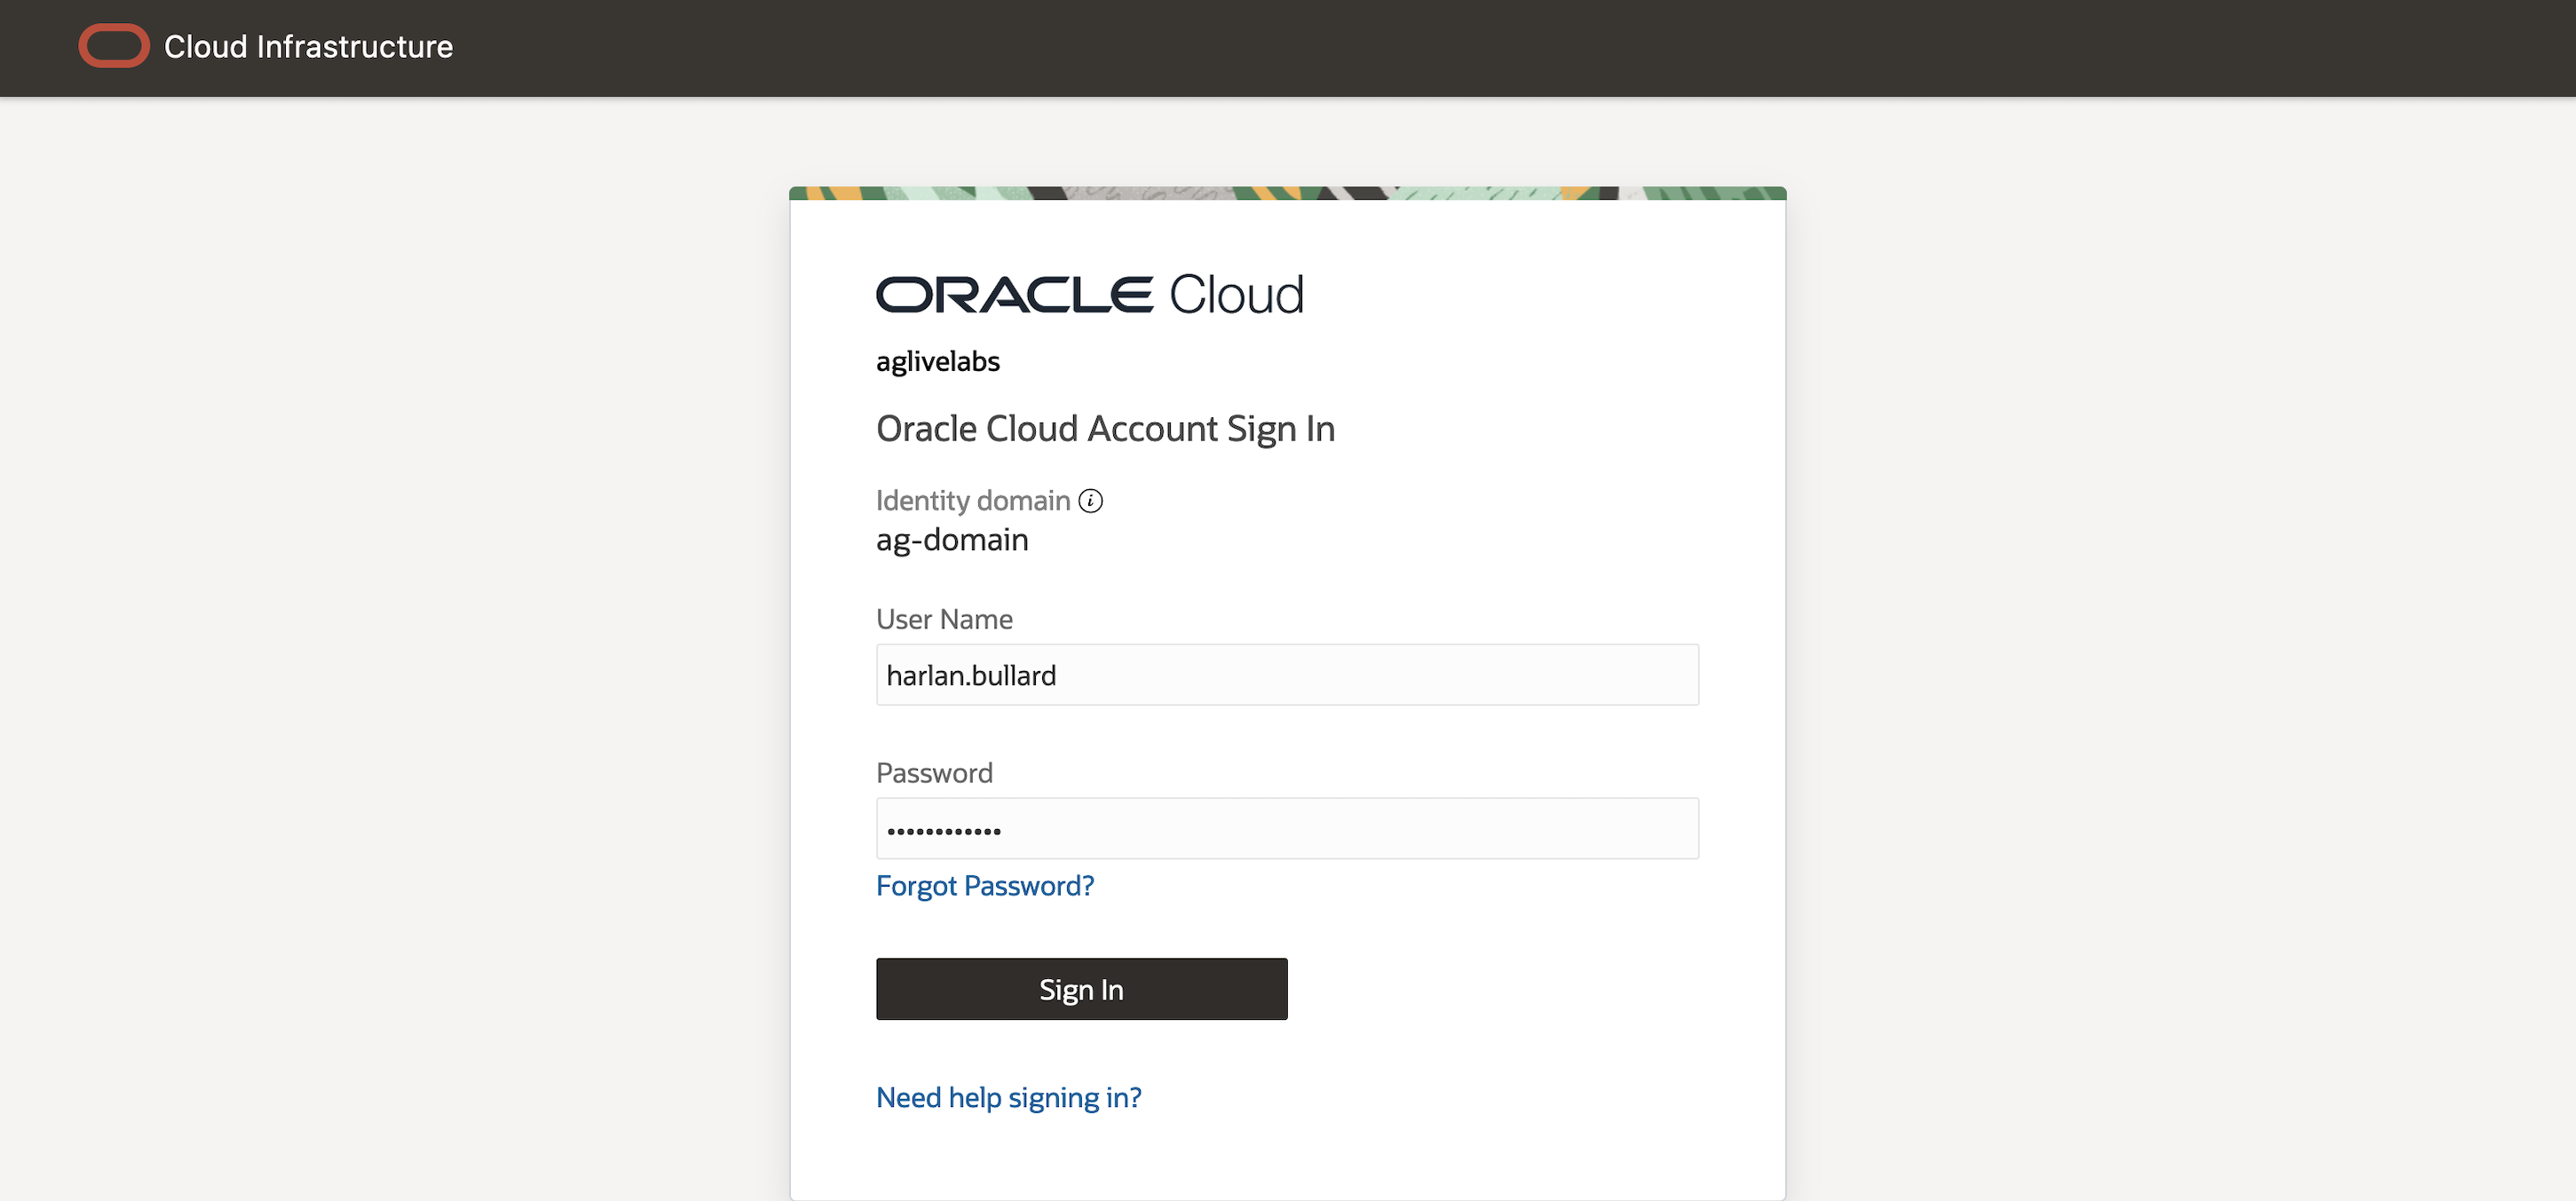 Cloud Infrastructure
ORACLE Cloud
aglivelabs
Oracle Cloud Account Sign In
Identity domain i
ag-domain
User Name
harlan.bullard
Password
••••••••••••
Forgot Password?
Sign In
Need help signing in?